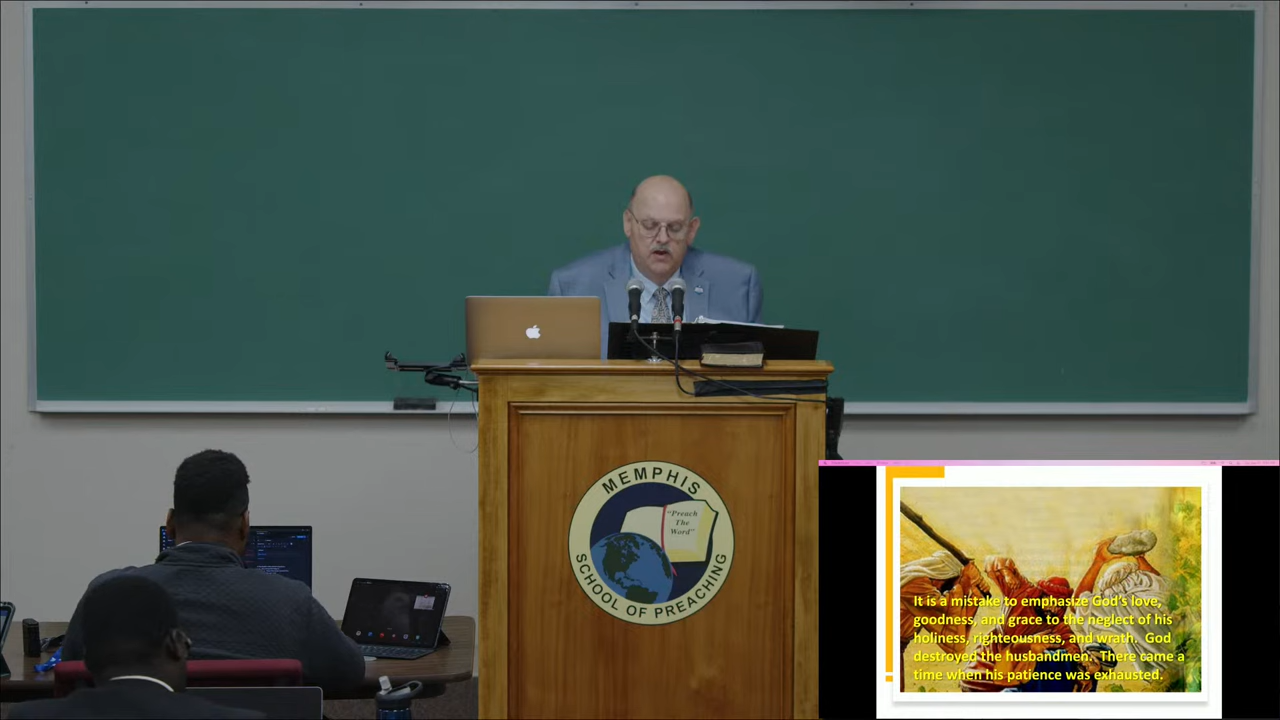 MEMPHIS
"Preach
The
Word"
SCHOOL OF PREACHING
It is a mistake to emphasize God's love,
goodness, and grace to the neglect of his
holiness, righteousness, and wrath. God
destroyed the husbandmen. There came a
time when his patience was exhausted.